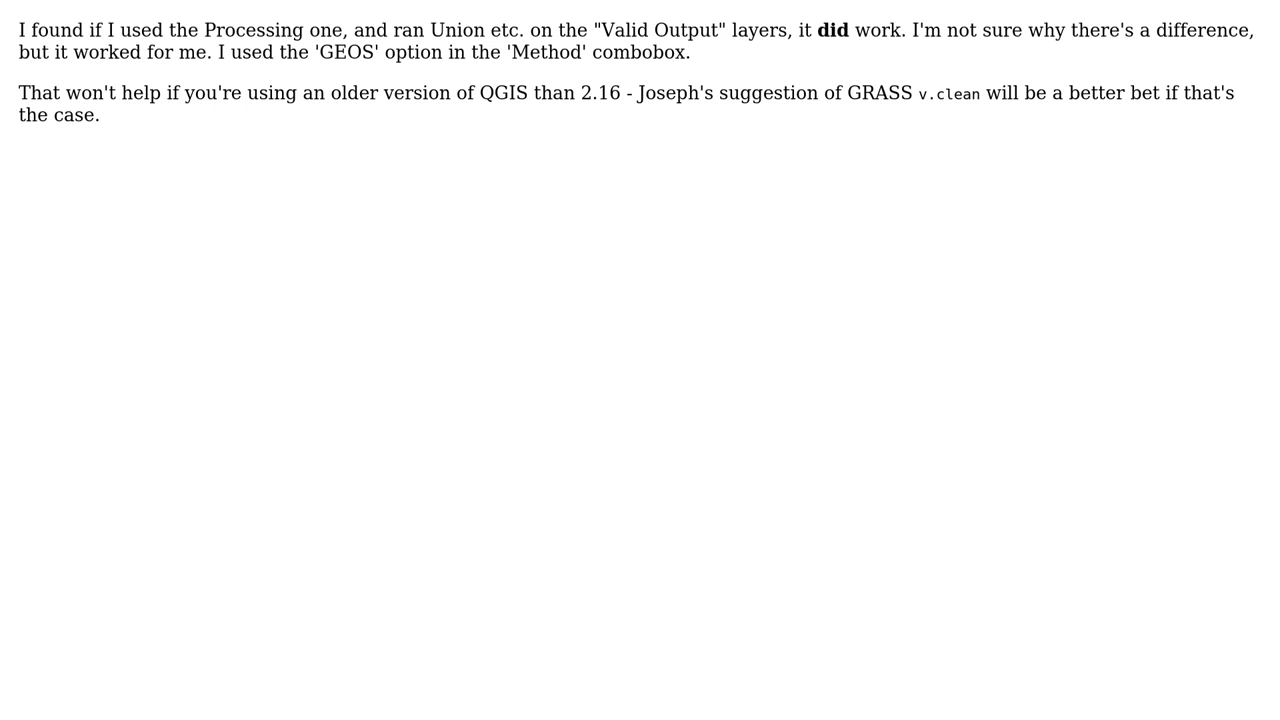 I found if I used the Processing one, and ran Union etc. on the "Valid Output" layers, it did work. I'm not sure why there's a difference,
but it worked for me. I used the 'GEOS' option in the 'Method' combobox.
That won't help if you're using an older version of QGIS than 2.16 - Joseph's suggestion of GRASS v.clean will be a better bet if that's
the case.